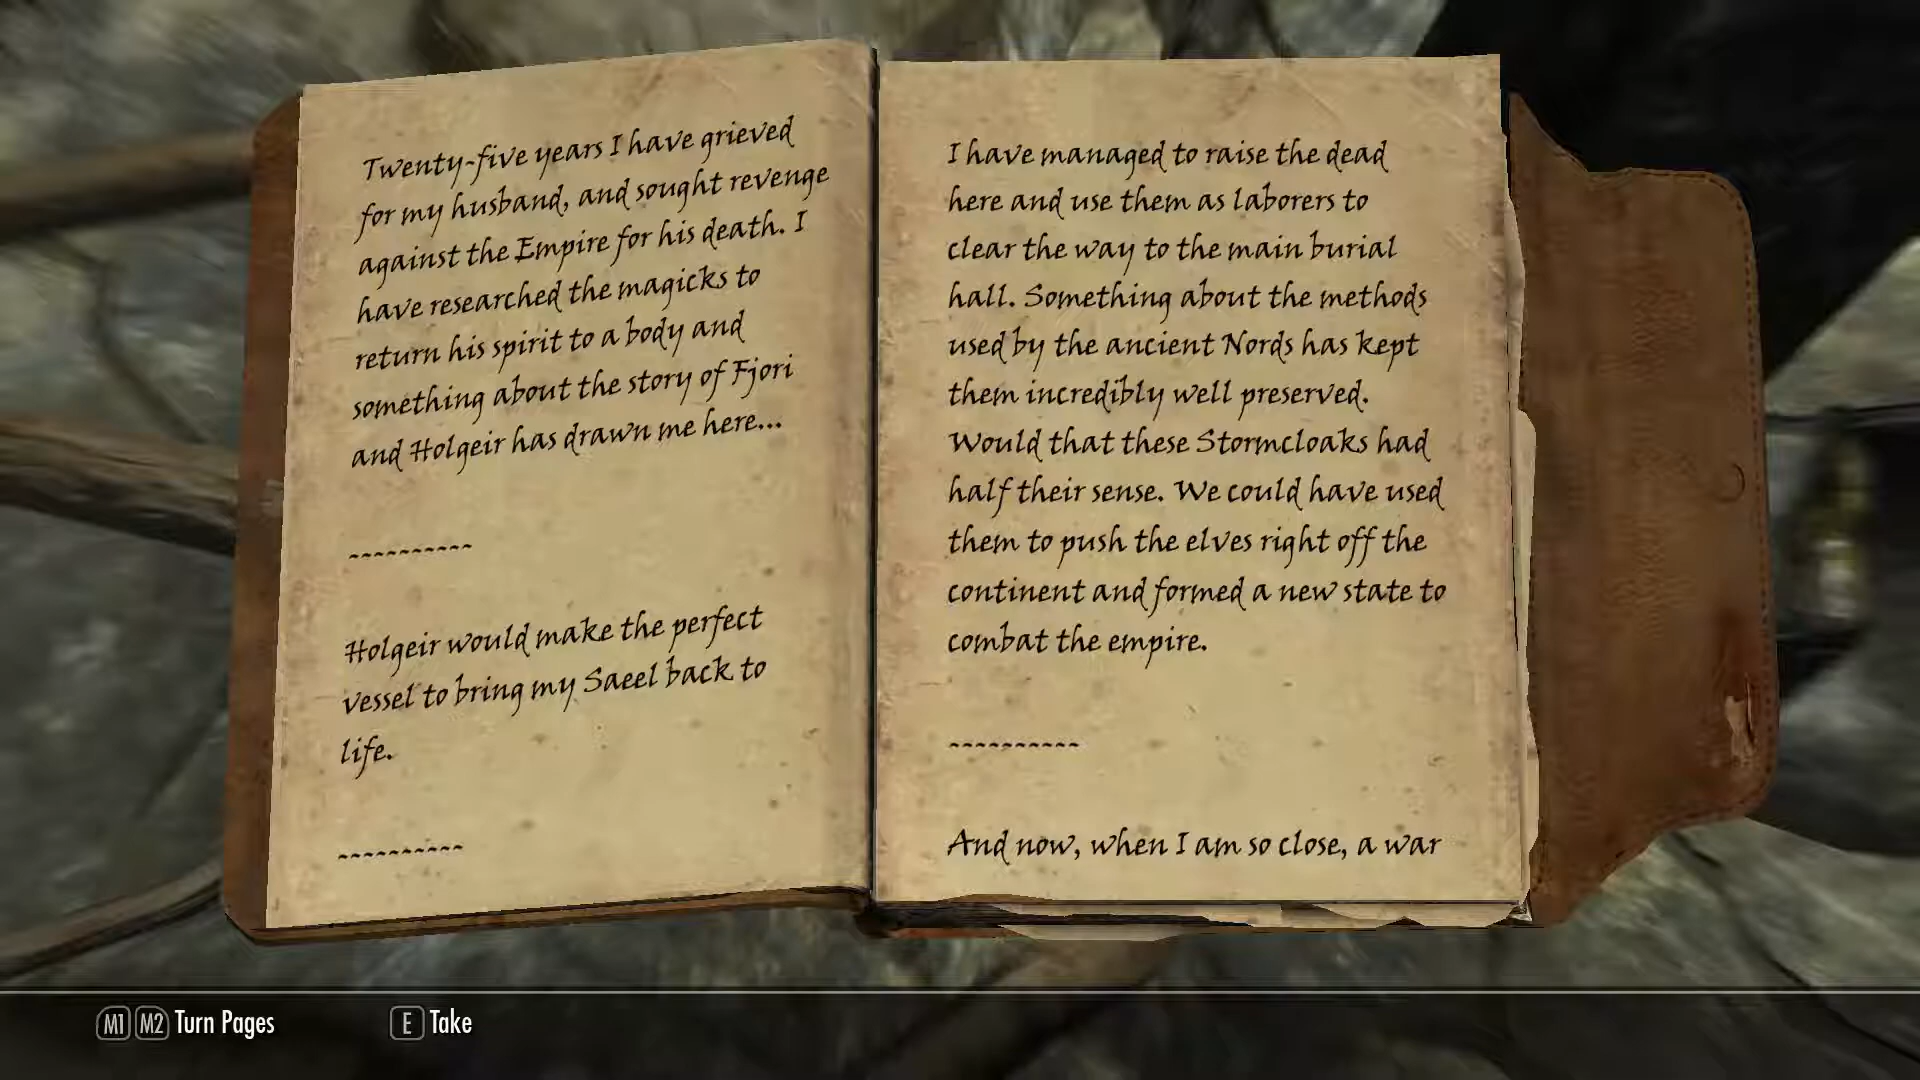 Twenty-five years I have grieved
for my husband, and sought revenge
against the Empire for his death. I
have researched the magicks to
return his spirit to a body and
something about the story of Fjori
and Holgeir has drawn me here...
~~~~~~~~~~
Holgeir would make the perfect
vessel to bring my Saeel back to
life.
~~~~~~~~~~
I have managed to raise the dead
here and use them as laborers to
clear the way to the main burial
hall. Something about the methods
used by the ancient Nords has kept
them incredibly well preserved.
Would that these Stormcloaks had
half their sense. We could have used
them to push the elves right off the
continent and formed a new state to
combat the empire.
~~~~~~~~~~
And now, when I am so close, a war
M1 M2 Turn Pages
E Take